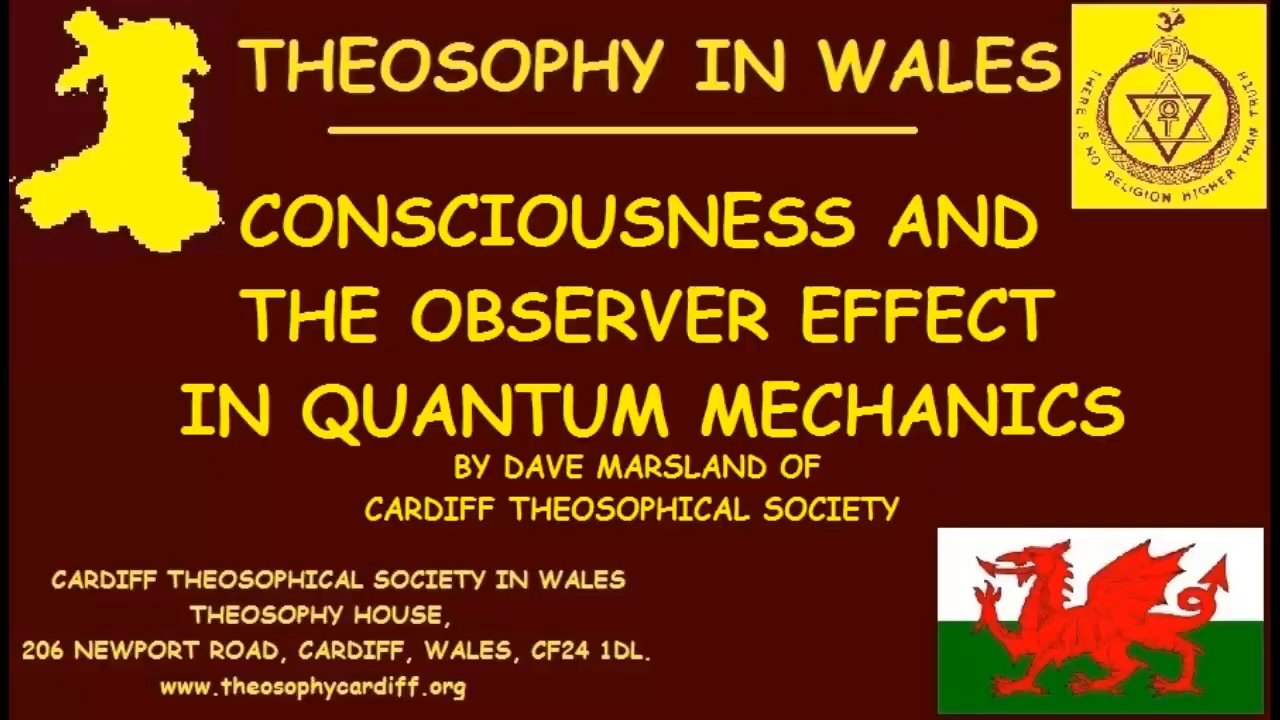 THEOSOPHY IN WALES
THERE IS NO RELIGION HIGHER THAN TRUTH
CONSCIOUSNESS AND
THE OBSERVER EFFECT
IN QUANTUM MECHANICS
BY DAVE MARSLAND OF
CARDIFF THEOSOPHICAL SOCIETY
CARDIFF THEOSOPHICAL SOCIETY IN WALES
THEOSOPHY HOUSE,
206 NEWPORT ROAD, CARDIFF, WALES, CF24 1DL.
www.theosophycardiff.org